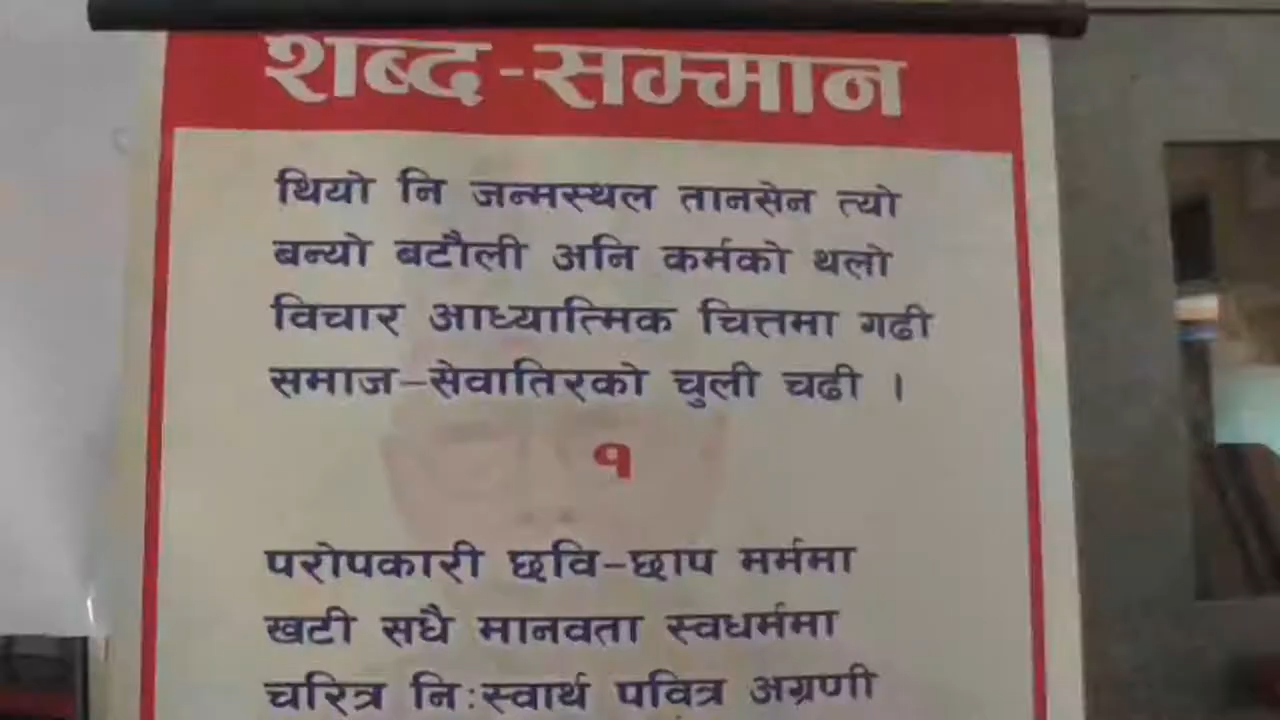 शब्द-सम्मान
थियो नि जन्मस्थल तानसेन त्यो
बन्यो बटौली अनि कर्मको थलो
विचार आध्यात्मिक चित्तमा गढी
समाज-सेवातिरको चुली चढी ।
१
परोपकारी छवि-छाप मर्ममा
खटी सधै मानवता स्वधर्ममा
चरित्र निःस्वार्थ पवित्र अग्रणी